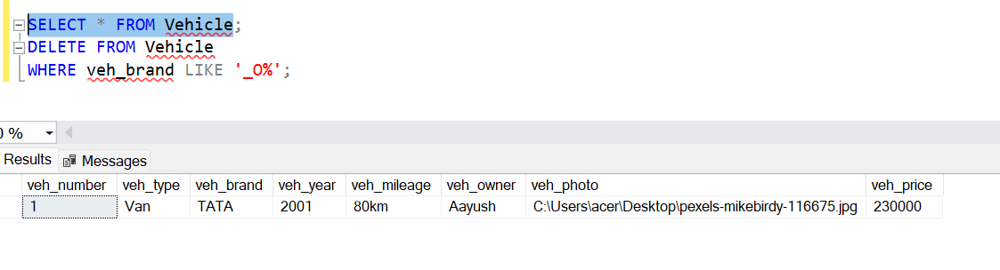 SELECT * FROM Vehicle;
DELETE FROM Vehicle
WHERE veh_brand LIKE '_O%';
0 %
Results Messages
veh_number veh_type veh_brand veh_year veh_mileage veh_owner veh_photo veh_price
1 Van TATA 2001 80km Aayush C:\Users\acer\Desktop\pexels-mikebirdy-116675.jpg 230000